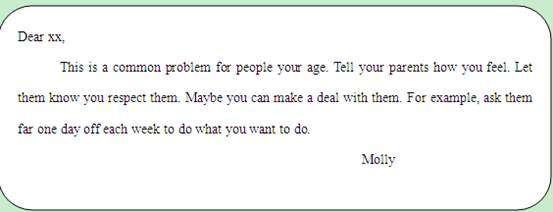 Dear xx,
This is a common problem for people your age. Tell your parents how you feel. Let
them know you respect them. Maybe you can make a deal with them. For example, ask them
far one day off each week to do what you want to do.
Molly